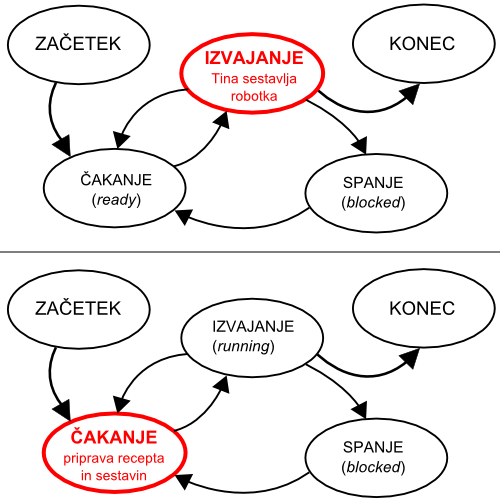 ZAČETEK
IZVAJANJE
Tina sestavlja
robotka
KONEC
ČAKANJE
(ready)
SPANJE
(blocked)
ZAČETEK
IZVAJANJE
(running)
KONEC
ČAKANJE
priprava recepta
in sestavin
SPANJE
(blocked)